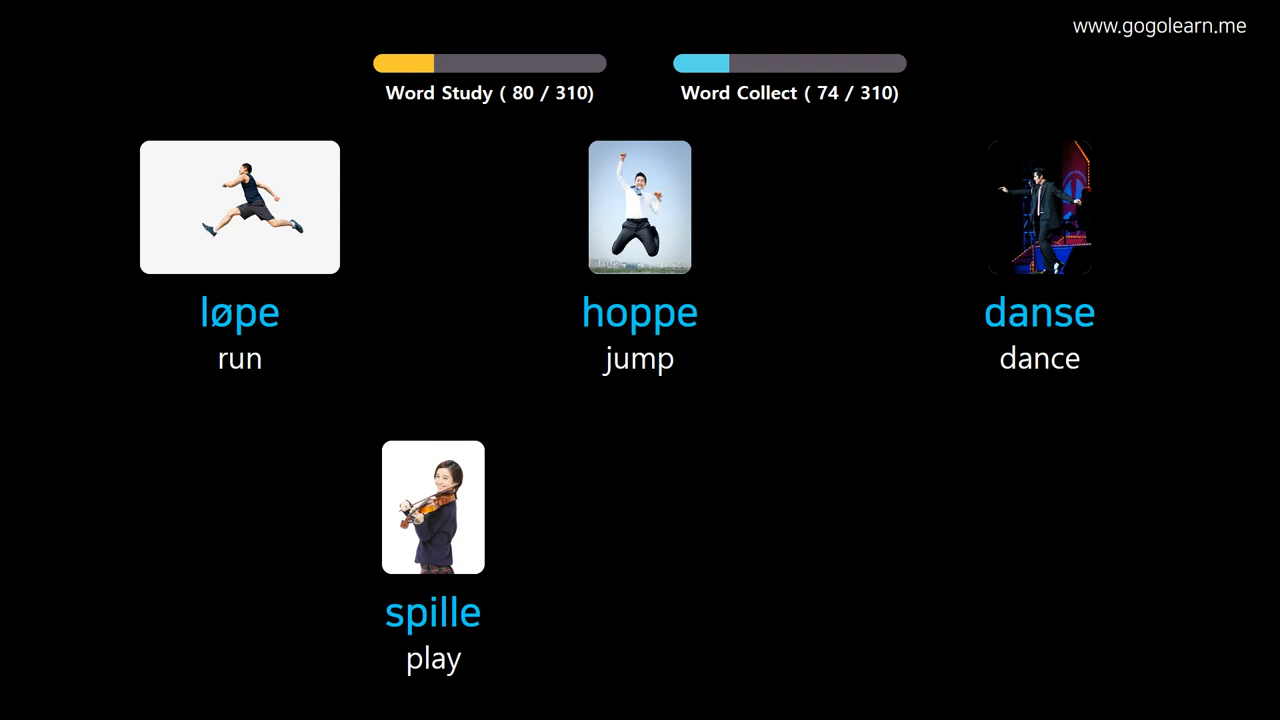 www.gogolearn.me
Word Study ( 80 / 310)
Word Collect ( 74 / 310)
løpe
run
hoppe
jump
danse
dance
spille
play